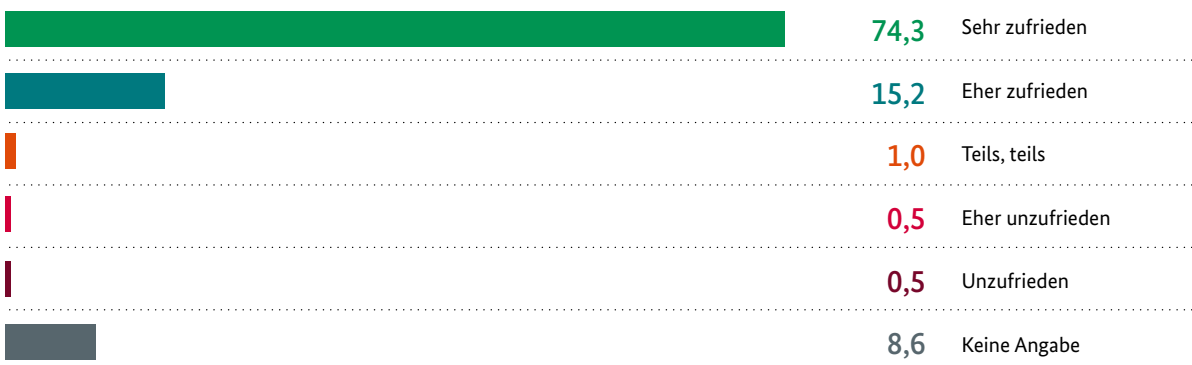 74,3 Sehr zufrieden
15,2 Eher zufrieden
1,0 Teils, teils
0,5 Eher unzufrieden
0,5 Unzufrieden
8,6 Keine Angabe